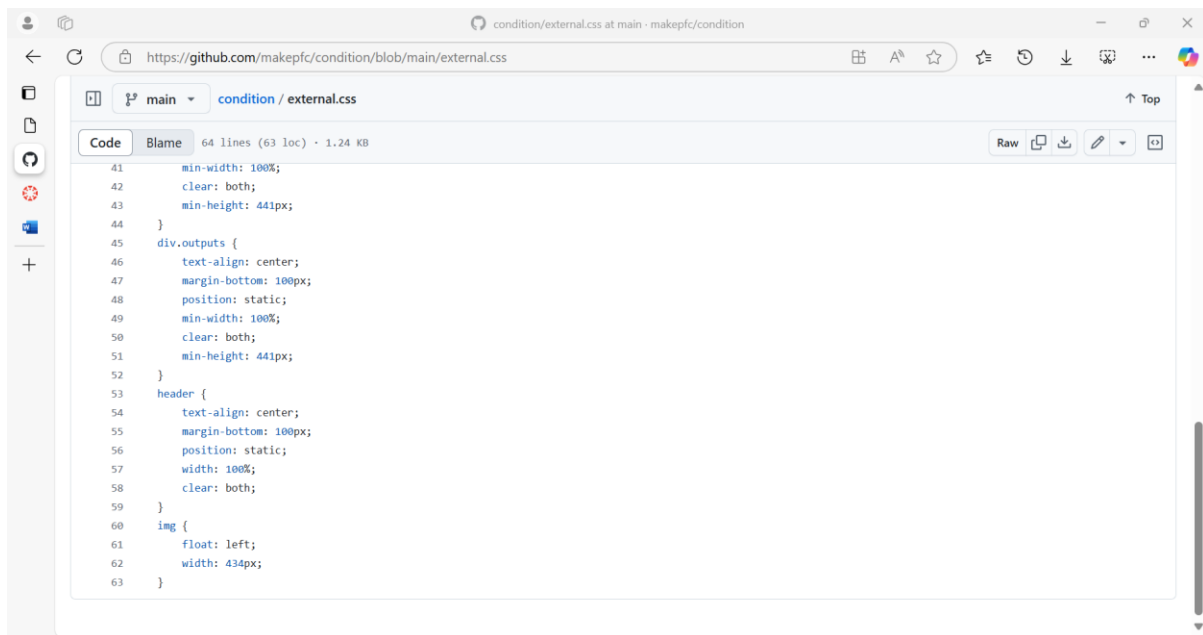 condition/external.css at main · makepfc/condition
https://github.com/makepfc/condition/blob/main/external.css
main condition / external.css Top
Code Blame 64 lines (63 loc) · 1.24 KB Raw
41 min-width: 100%;
42 clear: both;
43 min-height: 441px;
44 }
45 div.outputs {
46 text-align: center;
47 margin-bottom: 100px;
48 position: static;
49 min-width: 100%;
50 clear: both;
51 min-height: 441px;
52 }
53 header {
54 text-align: center;
55 margin-bottom: 100px;
56 position: static;
57 width: 100%;
58 clear: both;
59 }
60 img {
61 float: left;
62 width: 434px;
63 }